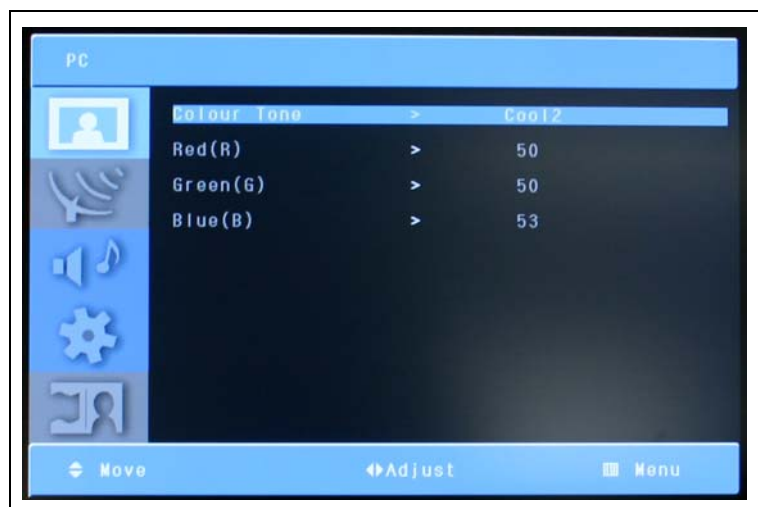 PC
Colour Tone > Cool2
Red(R) > 50
Green(G) > 50
Blue(B) > 53
Move Adjust Menu